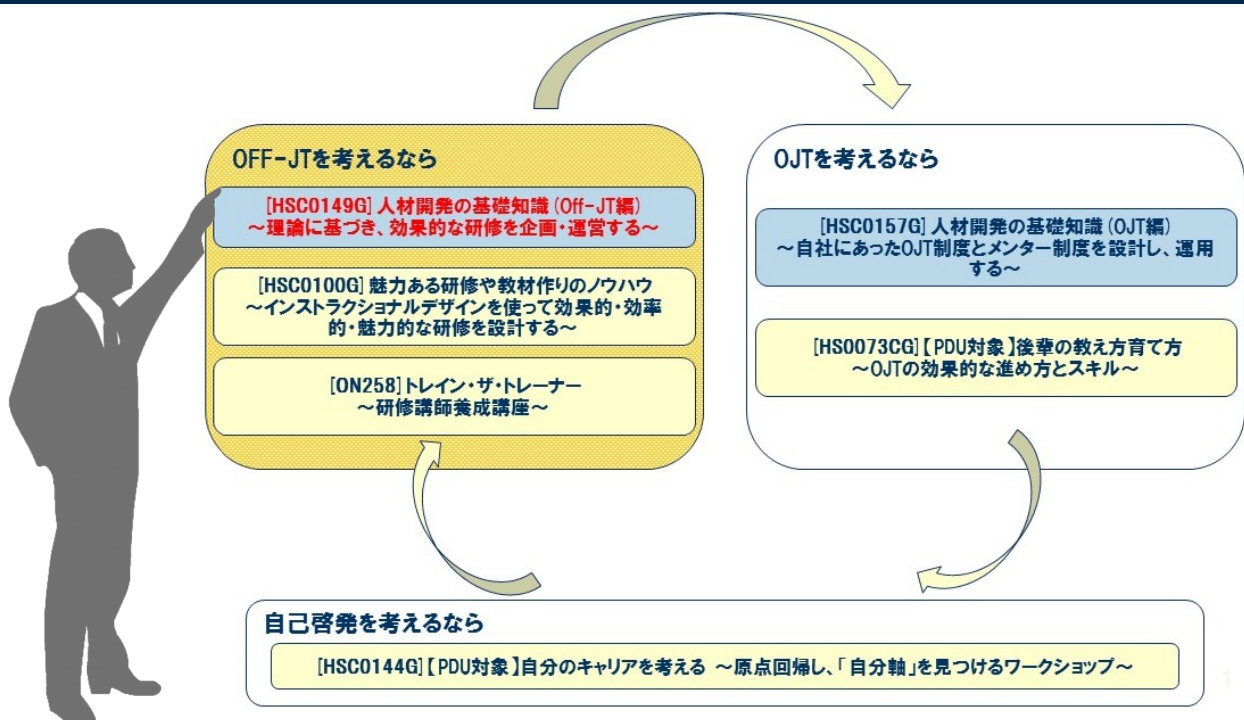 OFF-JTを考えるなら
[HSC0149G] 人材開発の基礎知識(Off-JT編)
～理論に基づき、効果的な研修を企画・運営する～
[HSC0100G] 魅力ある研修や教材作りのノウハウ
～インストラクショナルデザインを使って効果的・効率
的・魅力的な研修を設計する～
[ON258]トレイン・ザ・トレーナー
～研修講師養成講座～
OJTを考えるなら
[HSC0157G] 人材開発の基礎知識(OJT編)
～自社にあったOJT制度とメンター制度を設計し、運用
する～
[HS0073CG]【PDU対象】後輩の教え方育て方
～OJTの効果的な進め方とスキル～
自己啓発を考えるなら
[HSC0144G]【PDU対象】自分のキャリアを考える ～原点回帰し、「自分軸」を見つけるワークショップ～